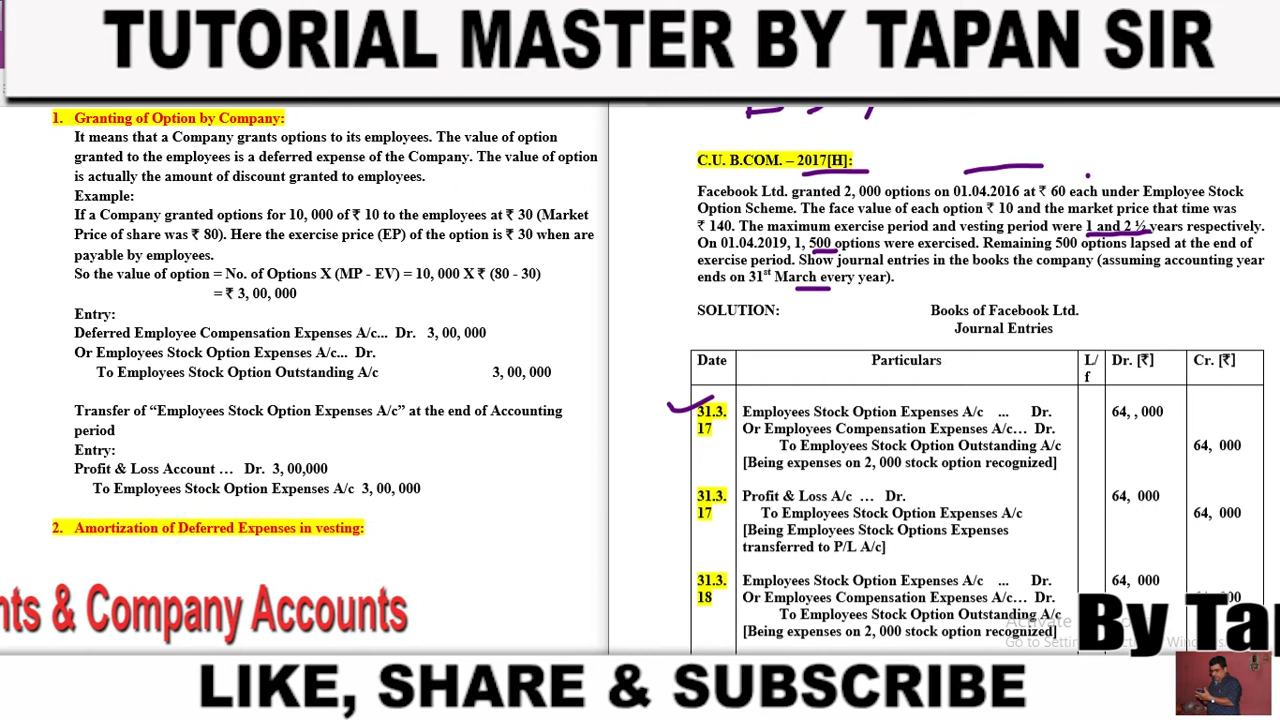 TUTORIAL MASTER BY TAPAN SIR
1. Granting of Option by Company:
It means that a Company grants options to its employees. The value of option
granted to the employees is a deferred expense of the Company. The value of option
is actually the amount of discount granted to employees.
Example:
If a Company granted options for 10, 000 of ₹ 10 to the employees at ₹ 30 (Market
Price of share was ₹ 80). Here the exercise price (EP) of the option is ₹ 30 when are
payable by employees.
So the value of option = No. of Options X (MP - EV) = 10, 000 X ₹ (80 - 30)
= ₹ 3, 00, 000
Entry:
Deferred Employee Compensation Expenses A/c... Dr. 3, 00, 000
Or Employees Stock Option Expenses A/c... Dr.
To Employees Stock Option Outstanding A/c 3, 00, 000
Transfer of “Employees Stock Option Expenses A/c” at the end of Accounting
period
Entry:
Profit & Loss Account … Dr. 3, 00,000
To Employees Stock Option Expenses A/c 3, 00, 000
2. Amortization of Deferred Expenses in vesting:
C.U. B.COM. – 2017[H]:
Facebook Ltd. granted 2, 000 options on 01.04.2016 at ₹ 60 each under Employee Stock
Option Scheme. The face value of each option ₹ 10 and the market price that time was
₹ 140. The maximum exercise period and vesting period were 1 and 2 ½ years respectively.
On 01.04.2019, 1, 500 options were exercised. Remaining 500 options lapsed at the end of
exercise period. Show journal entries in the books the company (assuming accounting year
ends on 31st March every year).
SOLUTION: Books of Facebook Ltd.
Journal Entries
Date Particulars L/f Dr. [₹] Cr. [₹]
31.3. Employees Stock Option Expenses A/c ... Dr. 64, , 000
17 Or Employees Compensation Expenses A/c… Dr.
To Employees Stock Option Outstanding A/c 64, 000
[Being expenses on 2, 000 stock option recognized]
31.3. Profit & Loss A/c … Dr. 64, 000
17 To Employees Stock Option Expenses A/c 64, 000
[Being Employees Stock Options Expenses
transferred to P/L A/c]
31.3. Employees Stock Option Expenses A/c ... Dr. 64, 000
18 Or Employees Compensation Expenses A/c… Dr.
To Employees Stock Option Outstanding A/c
[Being expenses on 2, 000 stock option recognized]
nts & Company Accounts
By Tap
LIKE, SHARE & SUBSCRIBE